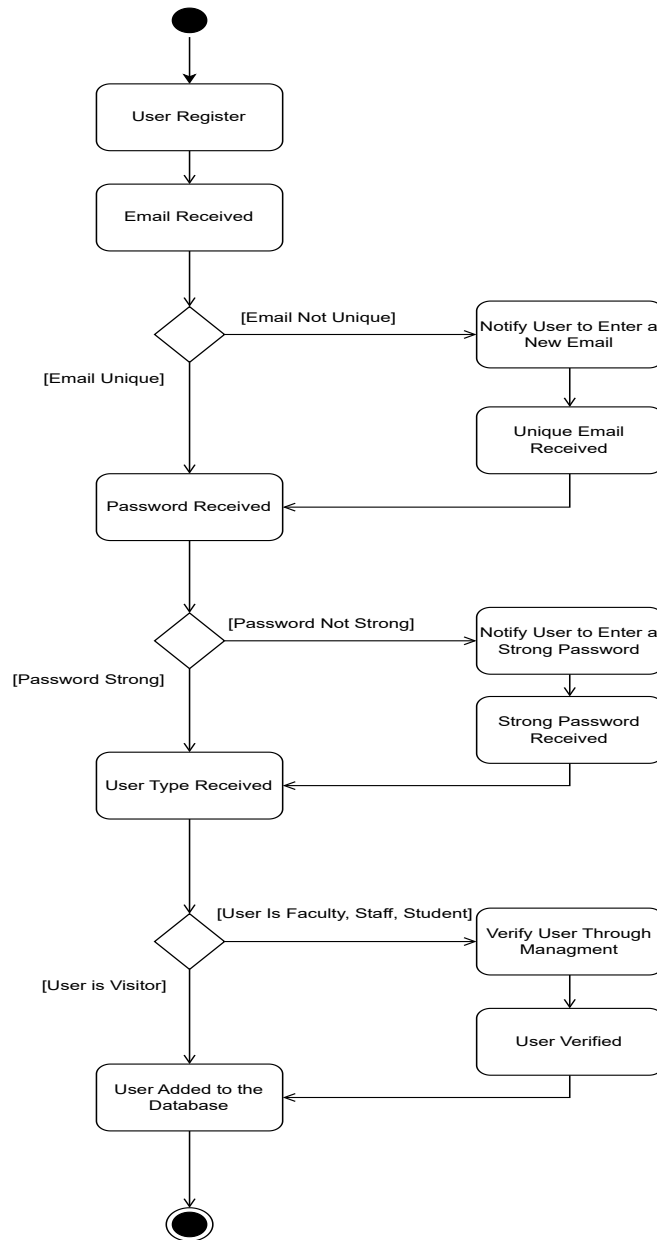 User Register
Email Received
[Email Not Unique]
Notify User to Enter a
New Email
[Email Unique]
Unique Email
Received
Password Received
[Password Not Strong]
Notify User to Enter a
Strong Password
[Password Strong]
Strong Password
Received
User Type Received
[User Is Faculty, Staff, Student]
Verify User Through
Managment
[User is Visitor]
User Verified
User Added to the
Database